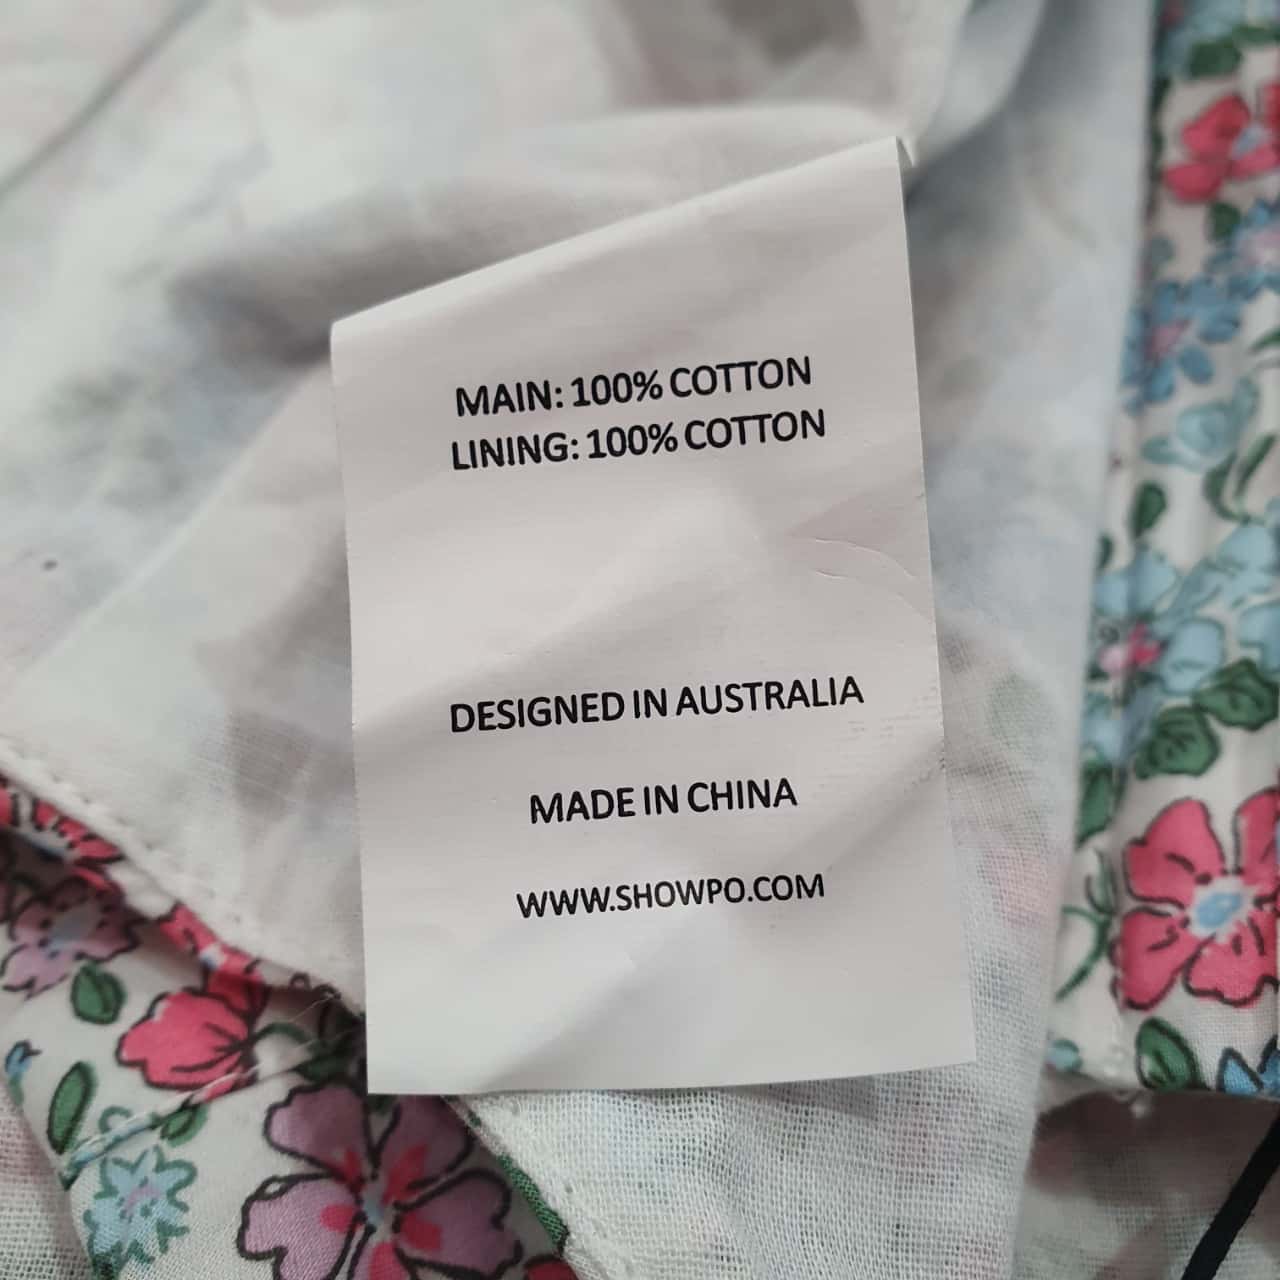 MAIN: 100% COTTON
LINING: 100% COTTON
DESIGNED IN AUSTRALIA
MADE IN CHINA
WWW.SHOWPO.COM